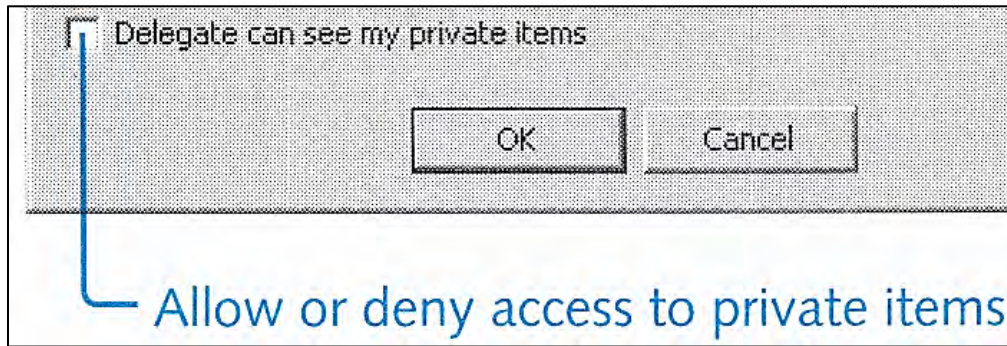 Delegate can see my private items
OK
Cancel
Allow or deny access to private items